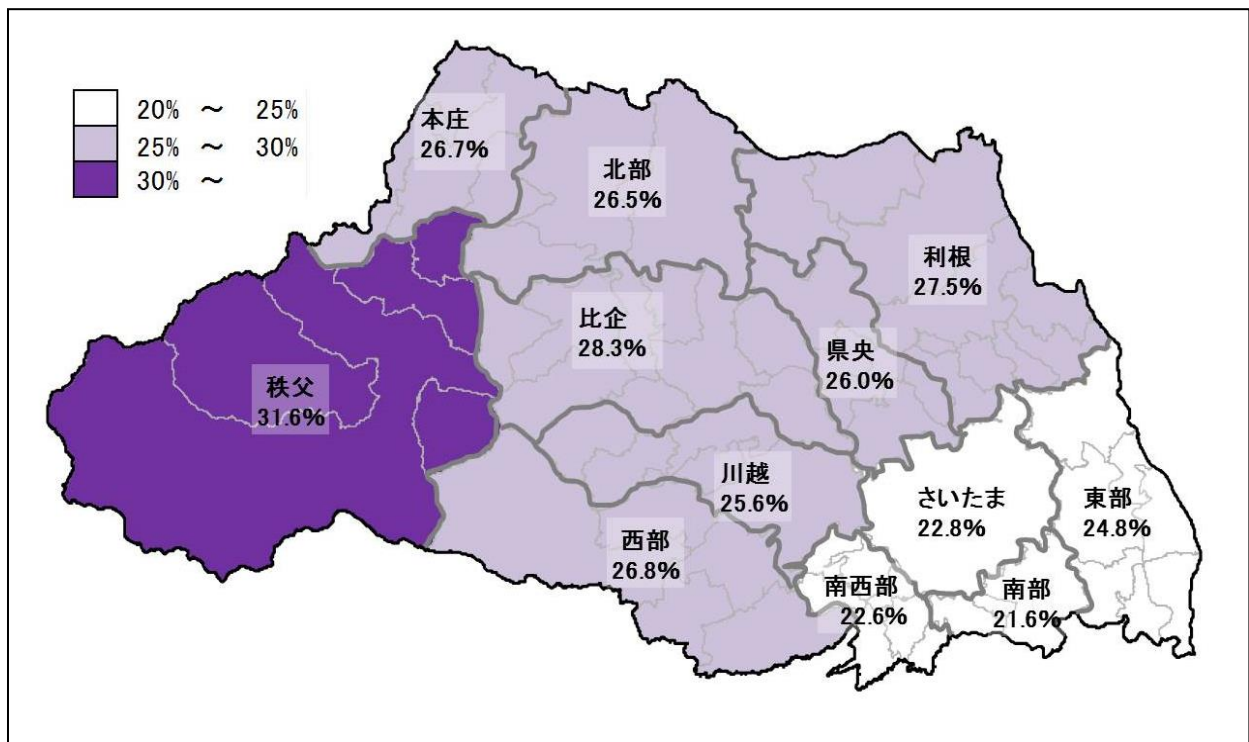 20% ～ 25%
25% ～ 30%
30% ～
本庄
26.7%
北部
26.5%
利根
27.5%
比企
28.3%
県央
26.0%
秩父
31.6%
川越
25.6%
さいたま
22.8%
東部
24.8%
西部
26.8%
南西部
22.6%
南部
21.6%